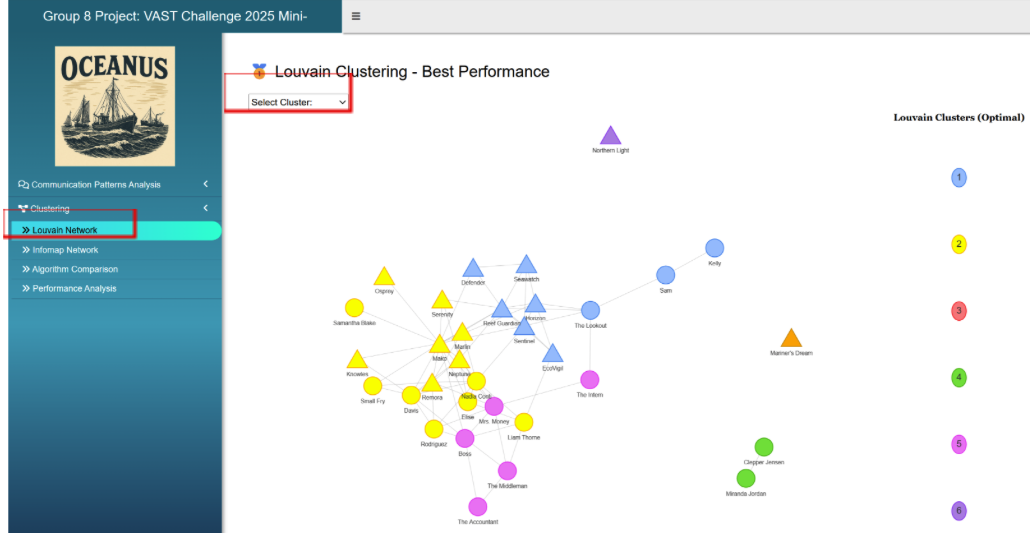 Group 8 Project: VAST Challenge 2025 Mini-
OCEANUS
Communication Patterns Analysis
Clustering
Louvain Network
Infomap Network
Algorithm Comparison
Performance Analysis
Louvain Clustering - Best Performance
Select Cluster:
Louvain Clusters (Optimal)
1
2
3
4
5
6
Northern Light
Kelly
Sam
Defender
Seawatch
Osprey
Serenity
Samantha Blake
Reef Guardian
Horizon
The Lookout
Sentinel
Marlin
Mako
Mariner's Dream
EcoVigil
Knowles
Neptune
The Intern
Small Fry
Remora
Nadia Conti
Davis
Elise
Mrs. Money
Rodriguez
Liam Thorne
Boss
Clepper Jensen
The Middleman
Miranda Jordan
The Accountant